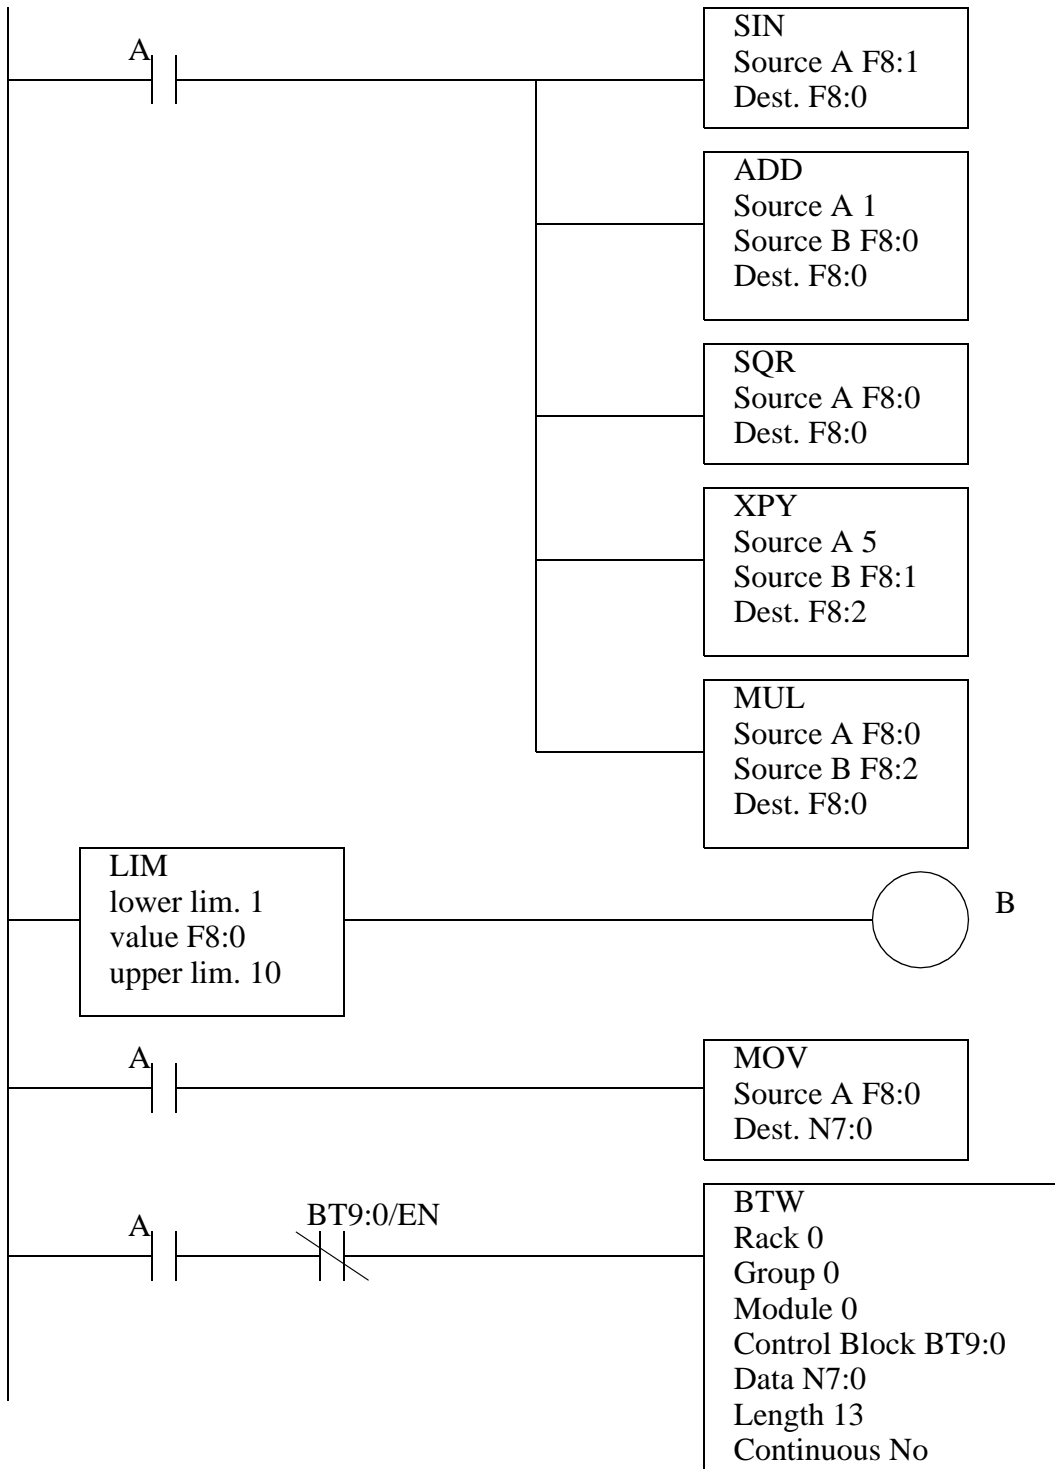 A
SIN
Source A F8:1
Dest. F8:0
ADD
Source A 1
Source B F8:0
Dest. F8:0
SQR
Source A F8:0
Dest. F8:0
XPY
Source A 5
Source B F8:1
Dest. F8:2
MUL
Source A F8:0
Source B F8:2
Dest. F8:0
LIM
lower lim. 1
value F8:0
upper lim. 10
B
A
MOV
Source A F8:0
Dest. N7:0
A
BT9:0/EN
BTW
Rack 0
Group 0
Module 0
Control Block BT9:0
Data N7:0
Length 13
Continuous No